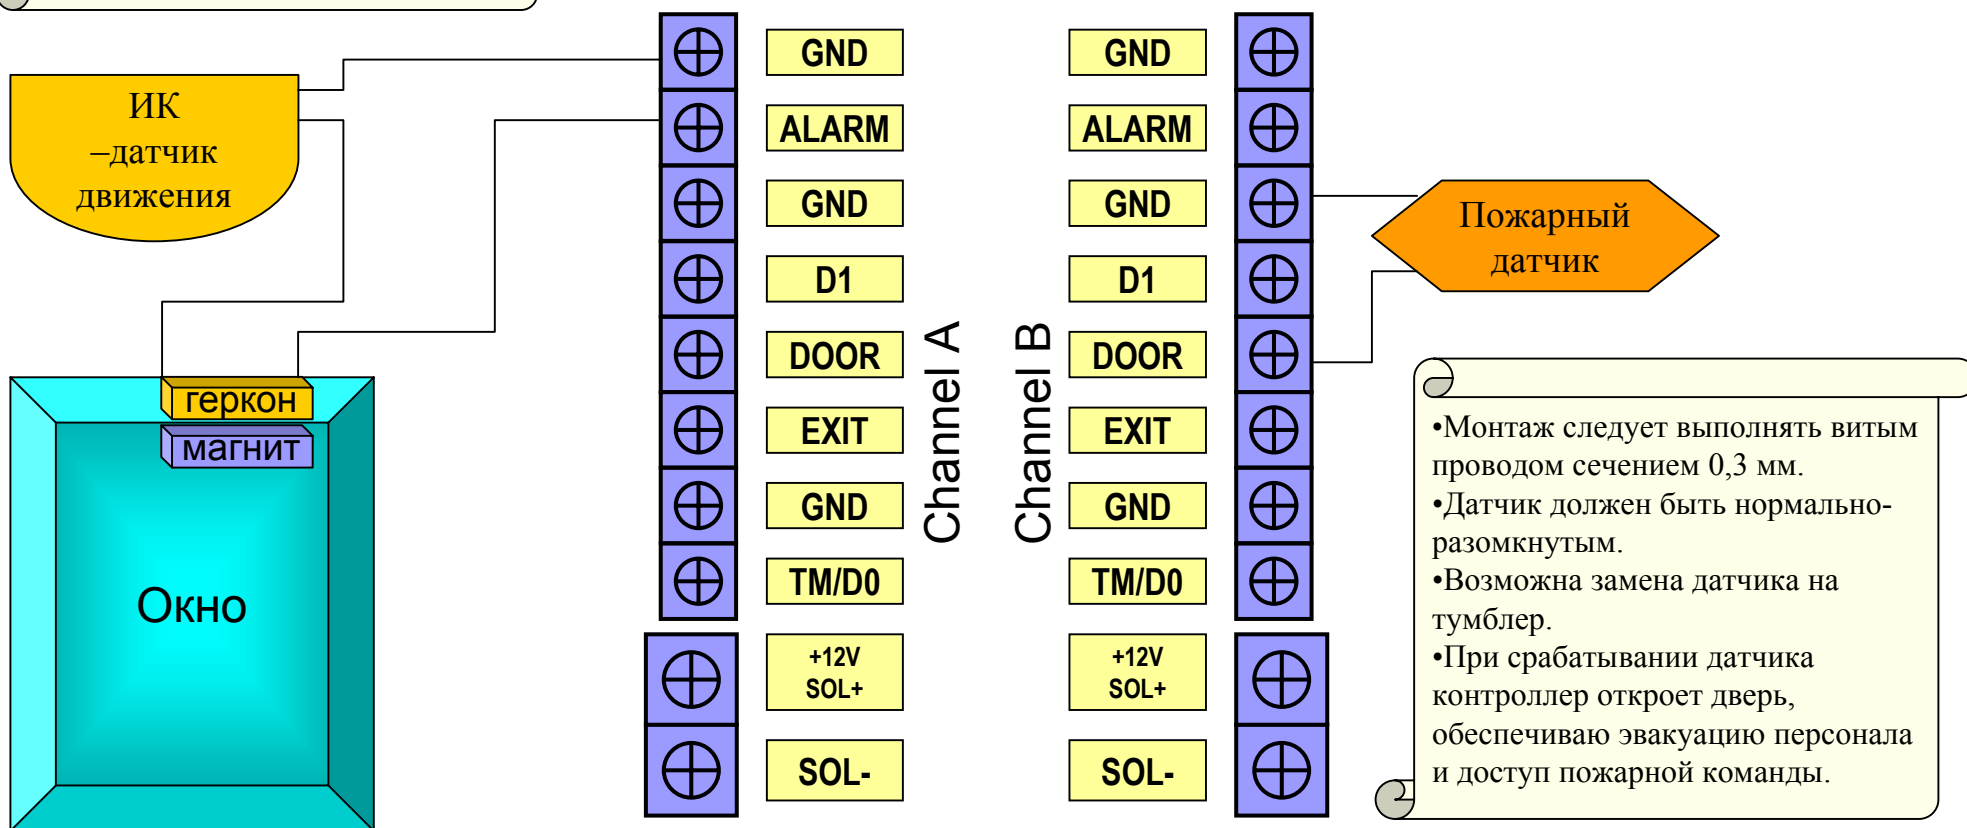 ИК
–датчик
движения
геркон
магнит
Окно
GND
ALARM
GND
D1
DOOR
EXIT
GND
TM/D0
+12V
SOL+
SOL-
Channel A
Channel B
GND
ALARM
GND
D1
DOOR
EXIT
GND
TM/D0
+12V
SOL+
SOL-
Пожарный
датчик
•Монтаж следует выполнять витым
проводом сечением 0,3 мм.
•Датчик должен быть нормально-
разомкнутым.
•Возможна замена датчика на
тумблер.
•При срабатывании датчика
контроллер откроет дверь,
обеспечиваю эвакуацию персонала
и доступ пожарной команды.